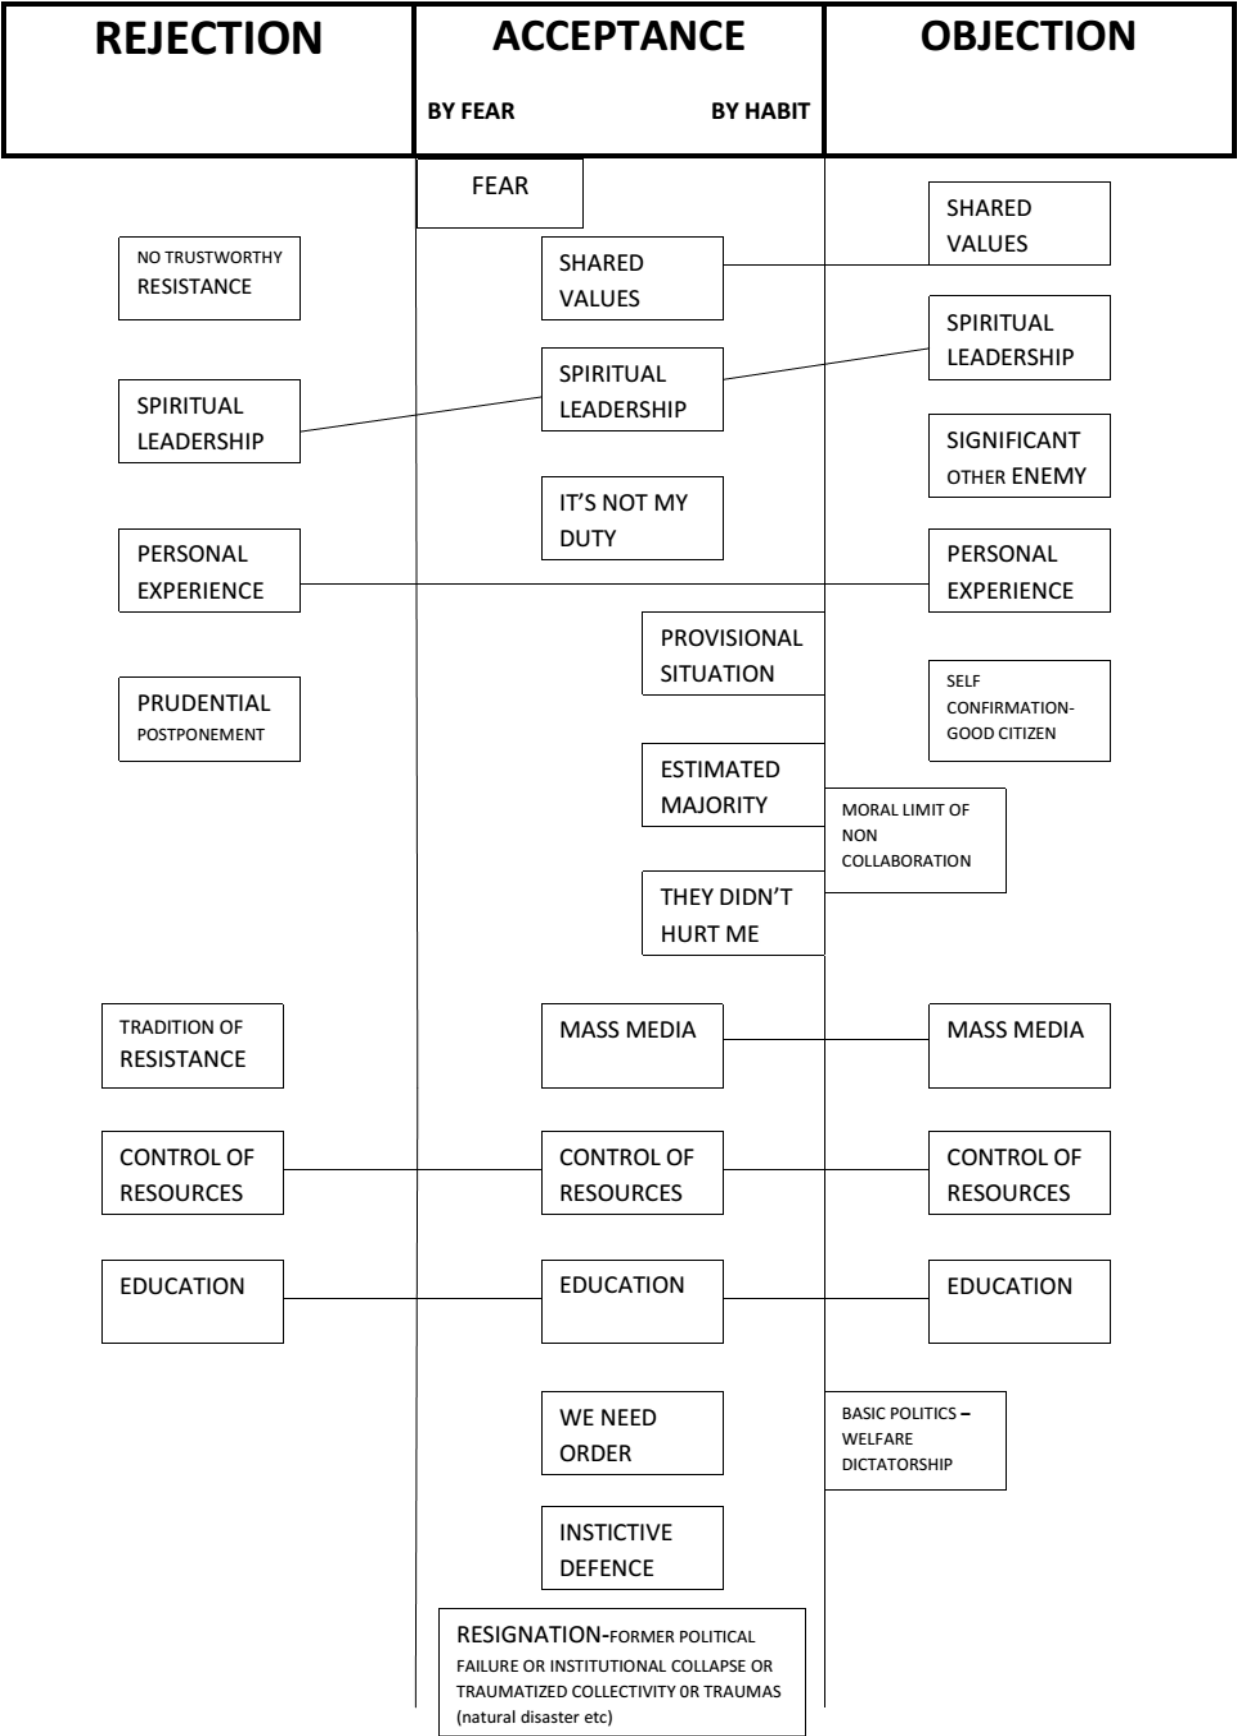 REJECTION
ACCEPTANCE
OBJECTION
BY FEAR
BY HABIT
FEAR
SHARED
VALUES
NO TRUSTWORTHY
RESISTANCE
SHARED
VALUES
SPIRITUAL
LEADERSHIP
SPIRITUAL
LEADERSHIP
SPIRITUAL
LEADERSHIP
SIGNIFICANT
OTHER ENEMY
IT’S NOT MY
DUTY
PERSONAL
EXPERIENCE
PERSONAL
EXPERIENCE
PROVISIONAL
SITUATION
PRUDENTIAL
POSTPONEMENT
SELF
CONFIRMATION-
GOOD CITIZEN
ESTIMATED
MAJORITY
MORAL LIMIT OF
NON
COLLABORATION
THEY DIDN’T
HURT ME
TRADITION OF
RESISTANCE
MASS MEDIA
MASS MEDIA
CONTROL OF
RESOURCES
CONTROL OF
RESOURCES
CONTROL OF
RESOURCES
EDUCATION
EDUCATION
EDUCATION
WE NEED
ORDER
BASIC POLITICS –
WELFARE
DICTATORSHIP
INSTICTIVE
DEFENCE
RESIGNATION-FORMER POLITICAL
FAILURE OR INSTITUTIONAL COLLAPSE OR
TRAUMATIZED COLLECTIVITY 0R TRAUMAS
(natural disaster etc)